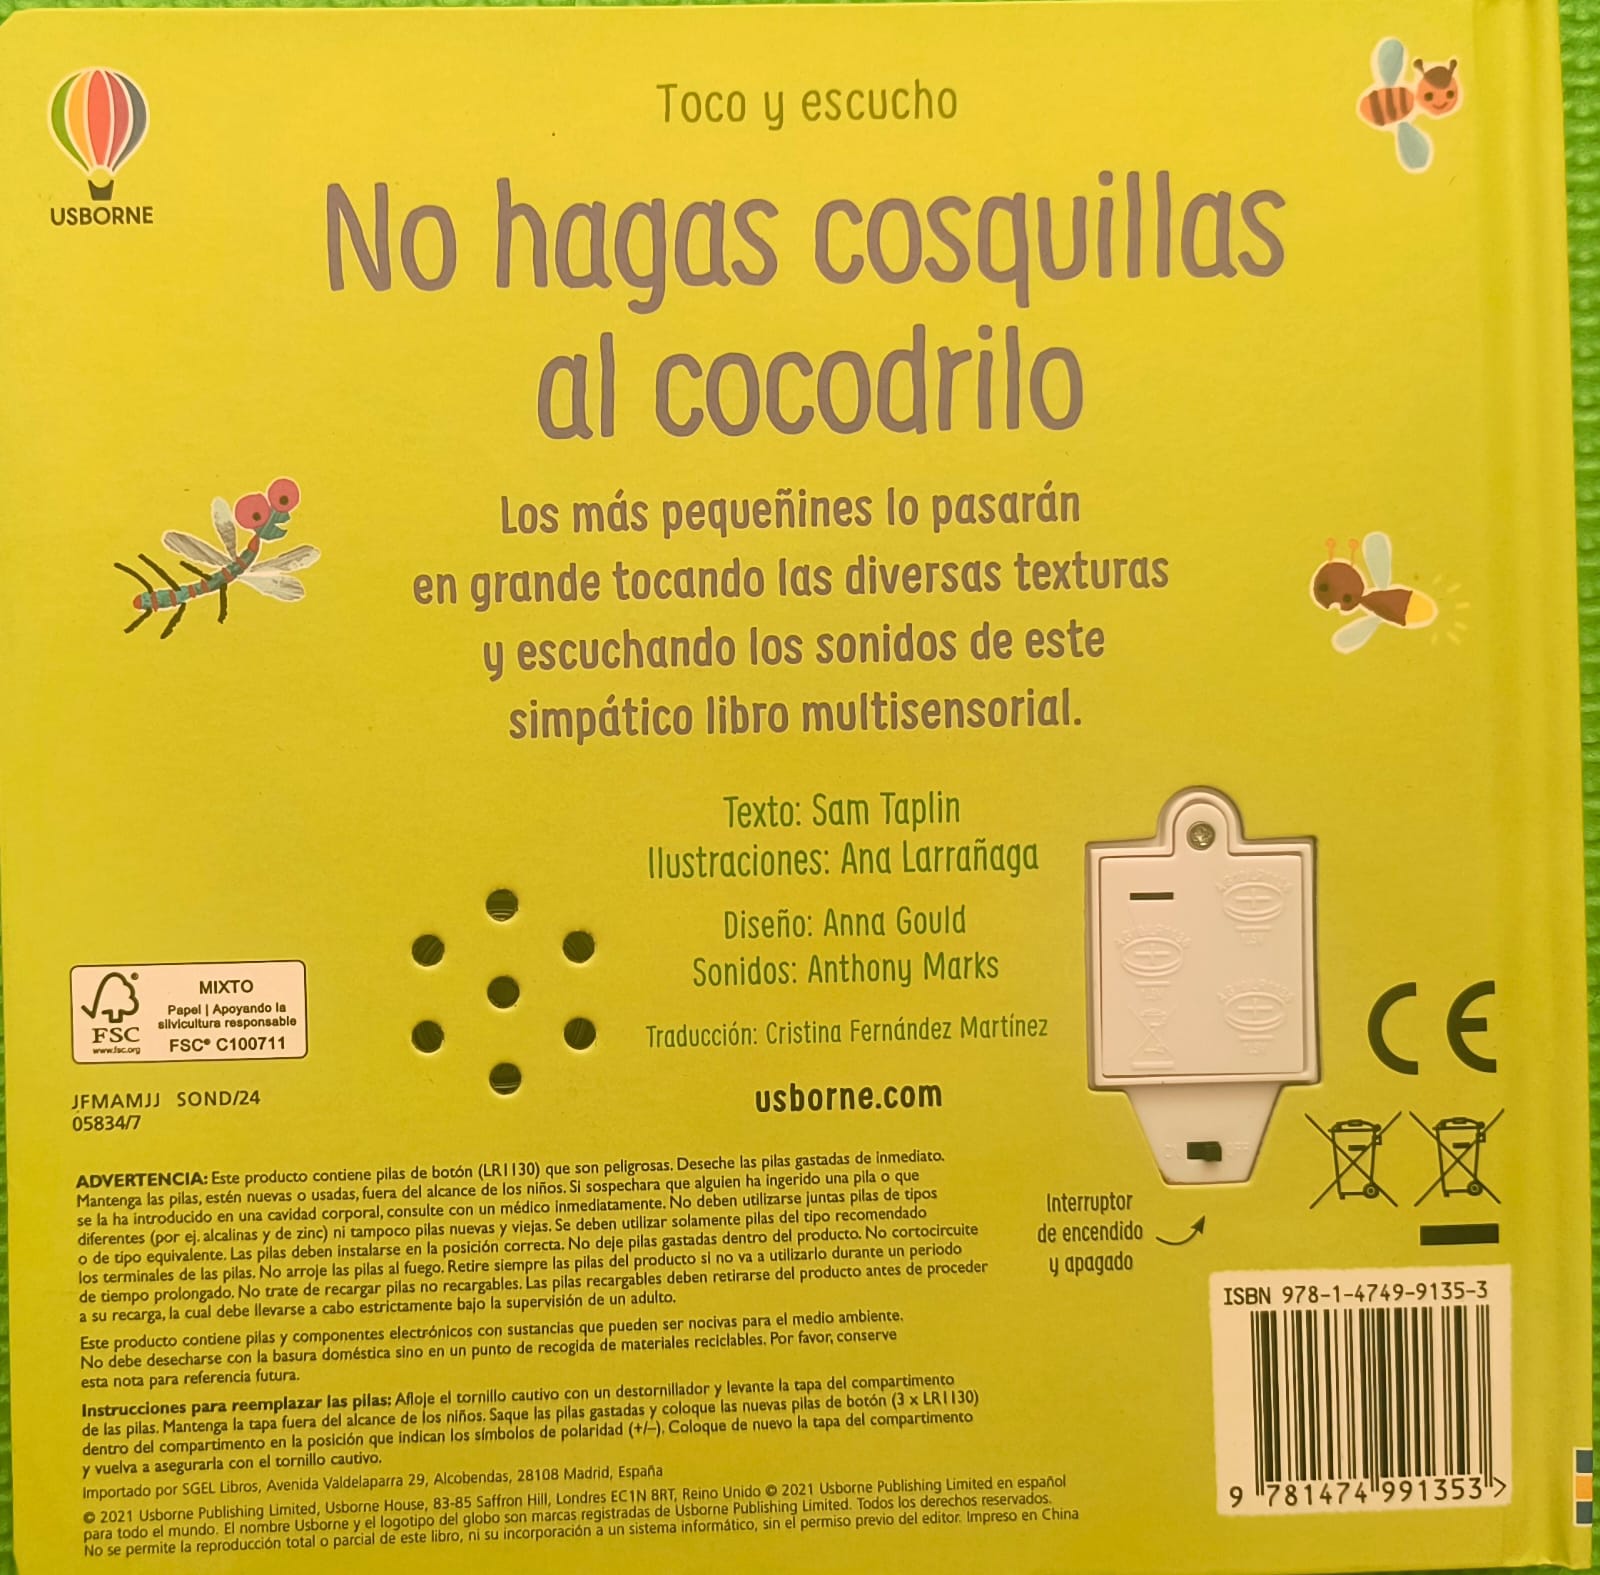 Toco y escucho
USBORNE
No hagas cosquillas
al cocodrilo
Los más pequeñines lo pasarán
en grande tocando las diversas texturas
y escuchando los sonidos de este
simpático libro multisensorial.
Texto: Sam Taplin
Ilustraciones: Ana Larrañaga
Diseño: Anna Gould
Sonidos: Anthony Marks
Traducción: Cristina Fernández Martínez
usborne.com
FSC®
www.fsc.org
MIXTO
Papel | Apoyando la
silvicultura responsable
FSC® C100711
JFMAMJJ SOND/24
05834/7
CE
Interruptor
de encendido
y apagado
ADVERTENCIA: Este producto contiene pilas de botón (LR1130) que son peligrosas. Deseche las pilas gastadas de inmediato.
Mantenga las pilas, estén nuevas o usadas, fuera del alcance de los niños. Si sospechara que alguien ha ingerido una pila o que
se la ha introducido en una cavidad corporal, consulte con un médico inmediatamente. No deben utilizarse juntas pilas de tipos
diferentes (por ej. alcalinas y de zinc) ni tampoco pilas nuevas y viejas. Se deben utilizar solamente pilas del tipo recomendado
o de tipo equivalente. Las pilas deben instalarse en la posición correcta. No deje pilas gastadas dentro del producto. No cortocircuite
los terminales de las pilas. No arroje las pilas al fuego. Retire siempre las pilas del producto si no va a utilizarlo durante un periodo
de tiempo prolongado. No trate de recargar pilas no recargables. Las pilas recargables deben retirarse del producto antes de proceder
a su recarga, la cual debe llevarse a cabo estrictamente bajo la supervisión de un adulto.
Este producto contiene pilas y componentes electrónicos con sustancias que pueden ser nocivas para el medio ambiente.
No debe desecharse con la basura doméstica sino en un punto de recogida de materiales reciclables. Por favor, conserve
esta nota para referencia futura.
Instrucciones para reemplazar las pilas: Afloje el tornillo cautivo con un destornillador y levante la tapa del compartimento
de las pilas. Mantenga la tapa fuera del alcance de los niños. Saque las pilas gastadas y coloque las nuevas pilas de botón (3 x LR1130)
dentro del compartimento en la posición que indican los símbolos de polaridad (+/–). Coloque de nuevo la tapa del compartimento
y vuelva a asegurarla con el tornillo cautivo.
Importado por SGEL Libros, Avenida Valdelaparra 29, Alcobendas, 28108 Madrid, España
© 2021 Usborne Publishing Limited, Usborne House, 83-85 Saffron Hill, Londres EC1N 8RT, Reino Unido © 2021 Usborne Publishing Limited en español
para todo el mundo. El nombre Usborne y el logotipo del globo son marcas registradas de Usborne Publishing Limited. Todos los derechos reservados.
No se permite la reproducción total o parcial de este libro, ni su incorporación a un sistema informático, sin el permiso previo del editor. Impreso en China
ISBN 978-1-4749-9135-3
9 781474 991353 >